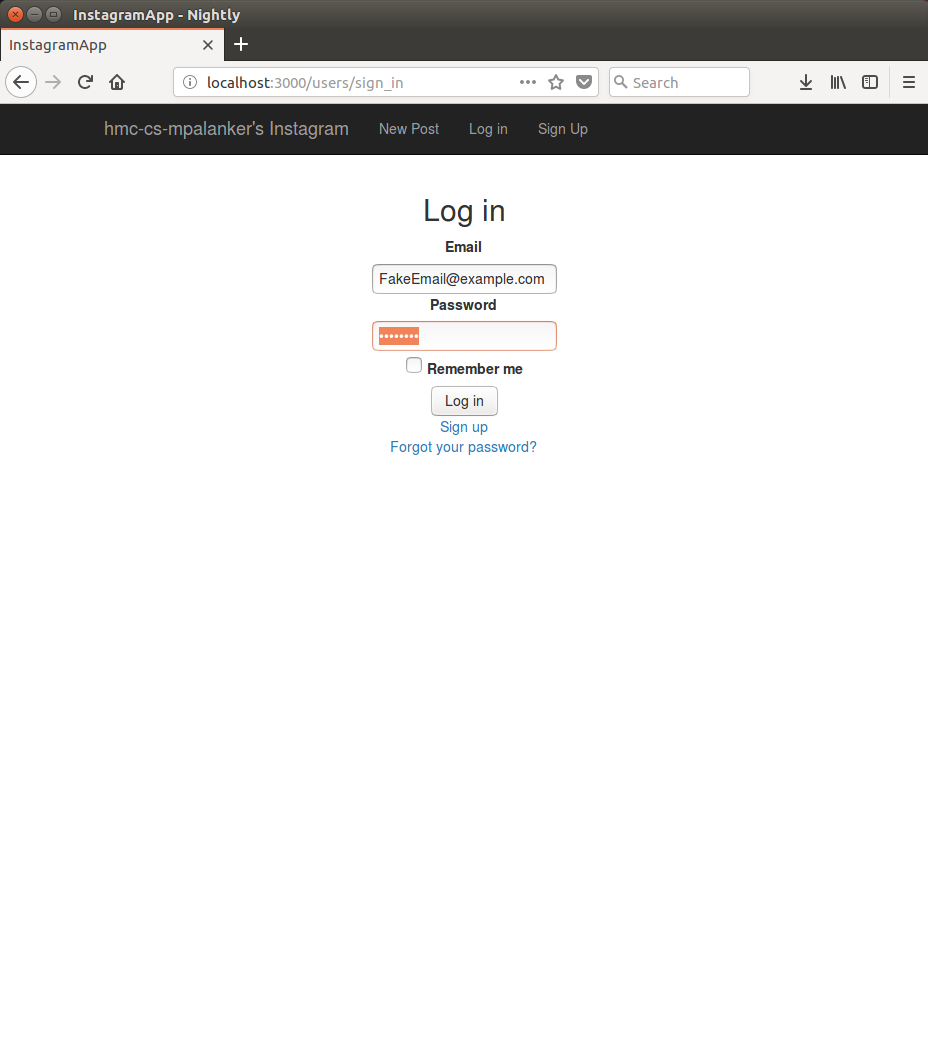 InstagramApp - Nightly
InstagramApp
localhost:3000/users/sign_in
Search
hmc-cs-mpalanker's Instagram New Post Log in Sign Up
Log in
Email
FakeEmail@example.com
Password
••••••••
Remember me
Log in
Sign up
Forgot your password?